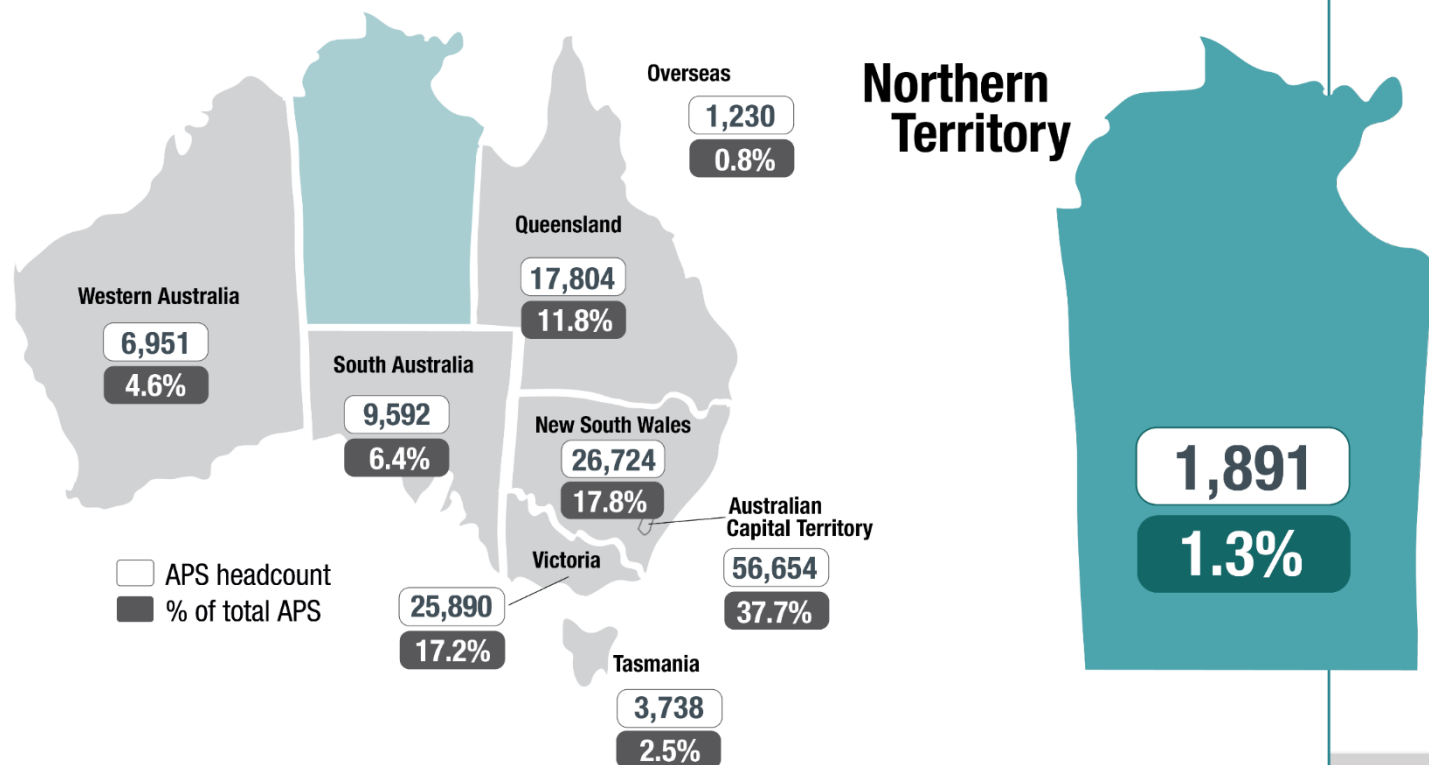 Overseas
1,230
0.8%
Northern
Territory
Queensland
17,804
11.8%
Western Australia
6,951
4.6%
South Australia
9,592
6.4%
New South Wales
26,724
17.8%
Australian
Capital Territory
56,654
37.7%
Victoria
25,890
17.2%
Tasmania
3,738
2.5%
APS headcount
% of total APS
1,891
1.3%